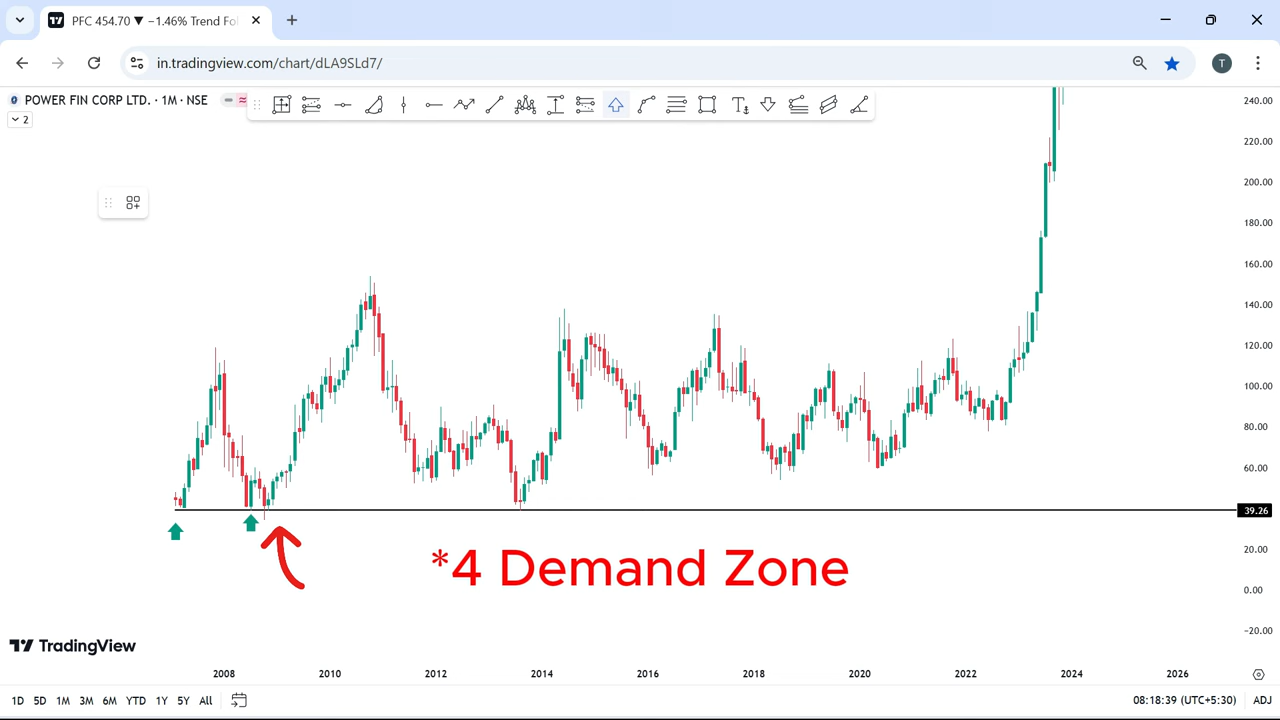 PFC 454.70 ▼ −1.46% Trend Fo
in.tradingview.com/chart/dLA9SLd7/
T
POWER FIN CORP LTD. · 1M · NSE
2
240.00
220.00
200.00
180.00
160.00
140.00
120.00
100.00
80.00
60.00
39.26
20.00
0.00
−20.00
*4 Demand Zone
TradingView
2008 2010 2012 2014 2016 2018 2020 2022 2024 2026
1D 5D 1M 3M 6M YTD 1Y 5Y All 08:18:39 (UTC+5:30) ADJ